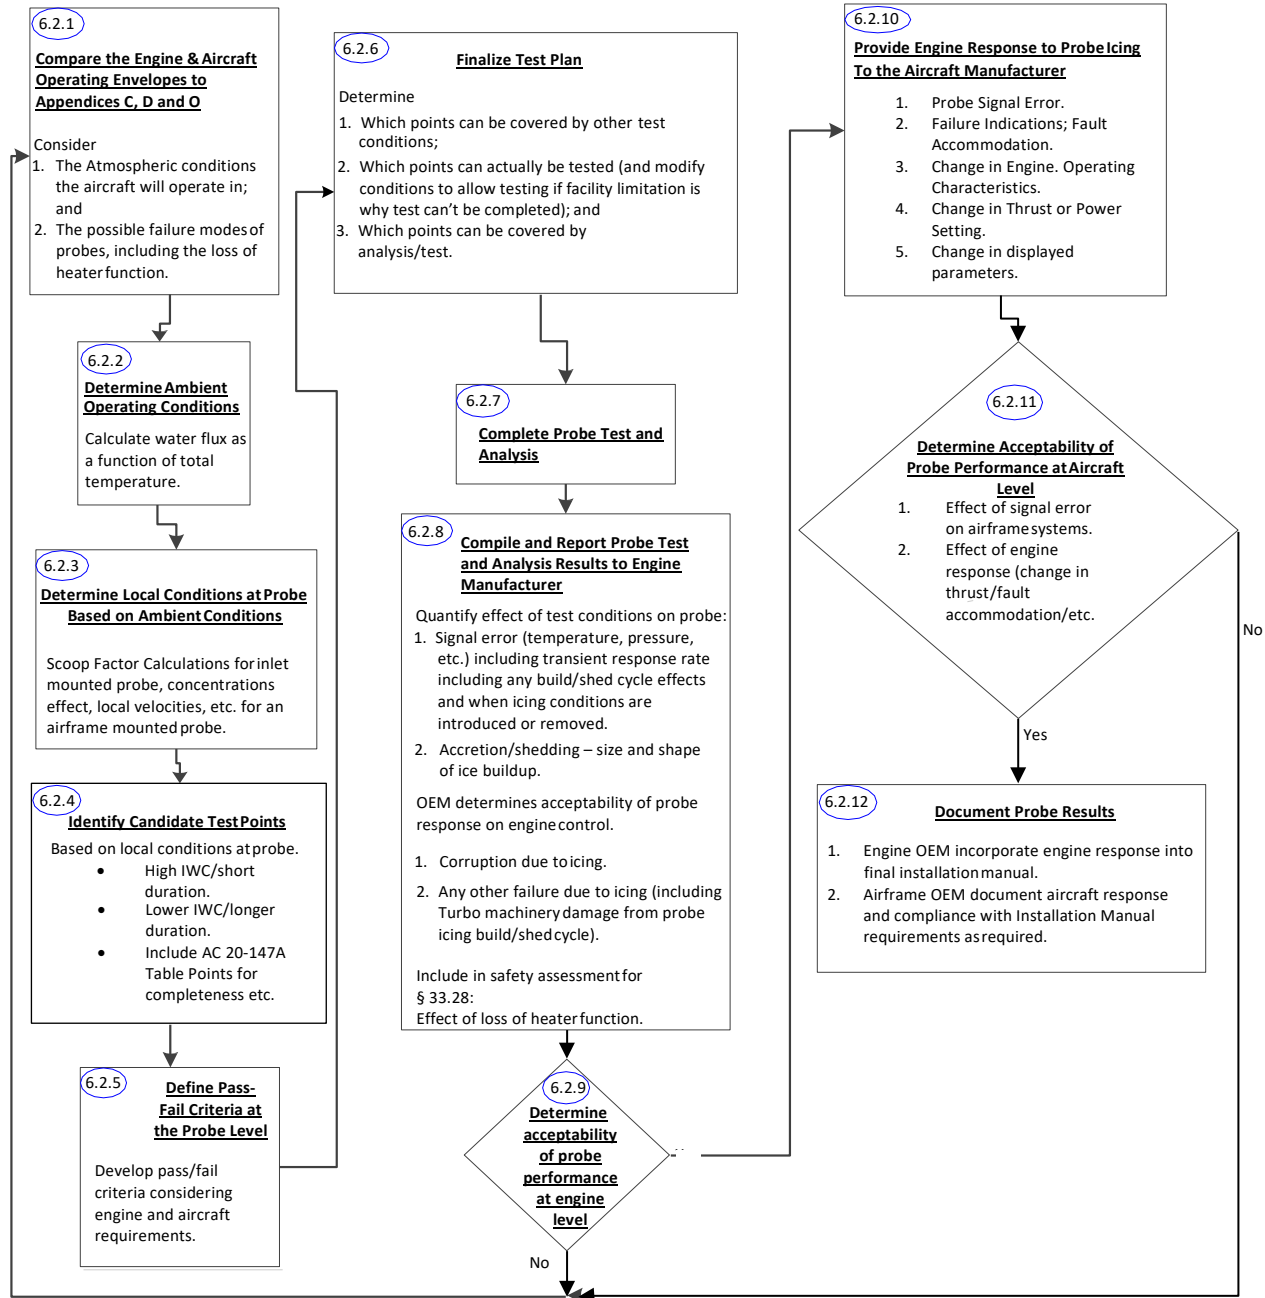 6.2.1
Compare the Engine & Aircraft
Operating Envelopes to
Appendices C, D and O
Consider
1. The Atmospheric conditions
the aircraft will operate in;
and
2. The possible failure modes of
probes, including the loss of
heater function.
6.2.2
Determine Ambient
Operating Conditions
Calculate water flux as
a function of total
temperature.
6.2.3
Determine Local Conditions at Probe
Based on Ambient Conditions
Scoop Factor Calculations for inlet
mounted probe, concentrations
effect, local velocities, etc. for an
airframe mounted probe.
6.2.4
Identify Candidate Test Points
Based on local conditions at probe.
• High IWC/short
duration.
• Lower IWC/longer
duration.
• Include AC 20-147A
Table Points for
completeness etc.
6.2.5
Define Pass-
Fail Criteria at
the Probe Level
Develop pass/fail
criteria considering
engine and aircraft
requirements.
6.2.6
Finalize Test Plan
Determine
1. Which points can be covered by other test
conditions;
2. Which points can actually be tested (and modify
conditions to allow testing if facility limitation is
why test can't be completed); and
3. Which points can be covered by
analysis/test.
6.2.7
Complete Probe Test and
Analysis
6.2.8
Compile and Report Probe Test
and Analysis Results to Engine
Manufacturer
Quantify effect of test conditions on probe:
1. Signal error (temperature, pressure,
etc.) including transient response rate
including any build/shed cycle effects
and when icing conditions are
introduced or removed.
2. Accretion/shedding – size and shape
of ice buildup.
OEM determines acceptability of probe
response on engine control.
1. Corruption due to icing.
2. Any other failure due to icing (including
Turbo machinery damage from probe
icing build/shed cycle).
Include in safety assessment for
§ 33.28:
Effect of loss of heater function.
6.2.9
Determine
acceptability
of probe
performance
at engine
level
No
6.2.10
Provide Engine Response to Probe Icing
To the Aircraft Manufacturer
1. Probe Signal Error.
2. Failure Indications; Fault
Accommodation.
3. Change in Engine. Operating
Characteristics.
4. Change in Thrust or Power
Setting.
5. Change in displayed
parameters.
6.2.11
Determine Acceptability of
Probe Performance at Aircraft
Level
1. Effect of signal error
on airframe systems.
2. Effect of engine
response (change in
thrust/fault
accommodation/etc.
No
Yes
6.2.12
Document Probe Results
1. Engine OEM incorporate engine response into
final installation manual.
2. Airframe OEM document aircraft response
and compliance with Installation Manual
requirements as required.